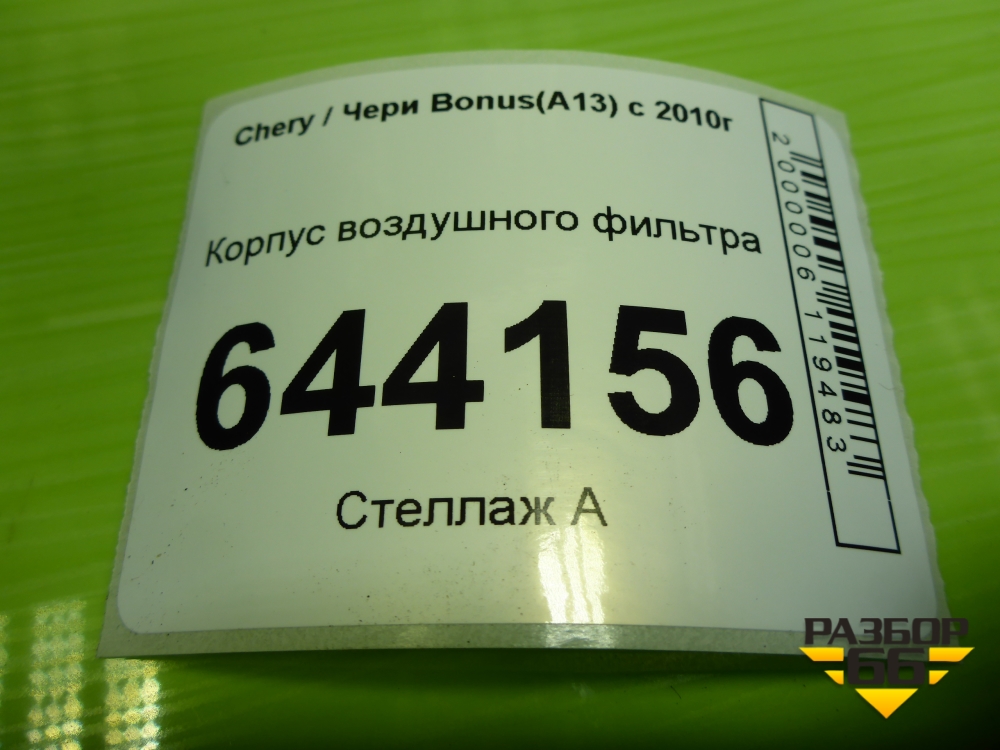 Chery / Чери Bonus(A13) с 2010г
Корпус воздушного фильтра
644156
Стеллаж А
2000006119483
РАЗБОР
66